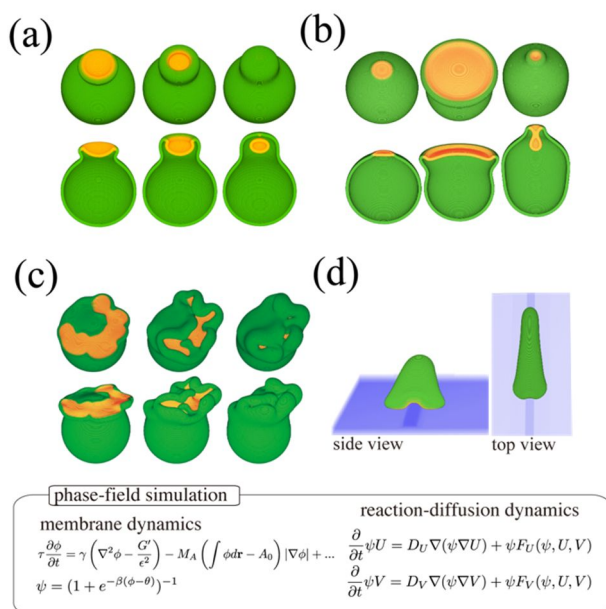 (a)
(b)
(c)
(d)
side view
top view
phase-field simulation
membrane dynamics
τ ∂ϕ/∂t = γ (∇²ϕ − G′/ϵ²) − M_A (∫ ϕdr − A₀) |∇ϕ| + ...
ψ = (1 + e^{−β(ϕ−θ)})^{−1}
reaction-diffusion dynamics
∂/∂t ψU = D_U ∇(ψ∇U) + ψF_U(ψ, U, V)
∂/∂t ψV = D_V ∇(ψ∇V) + ψF_V(ψ, U, V)